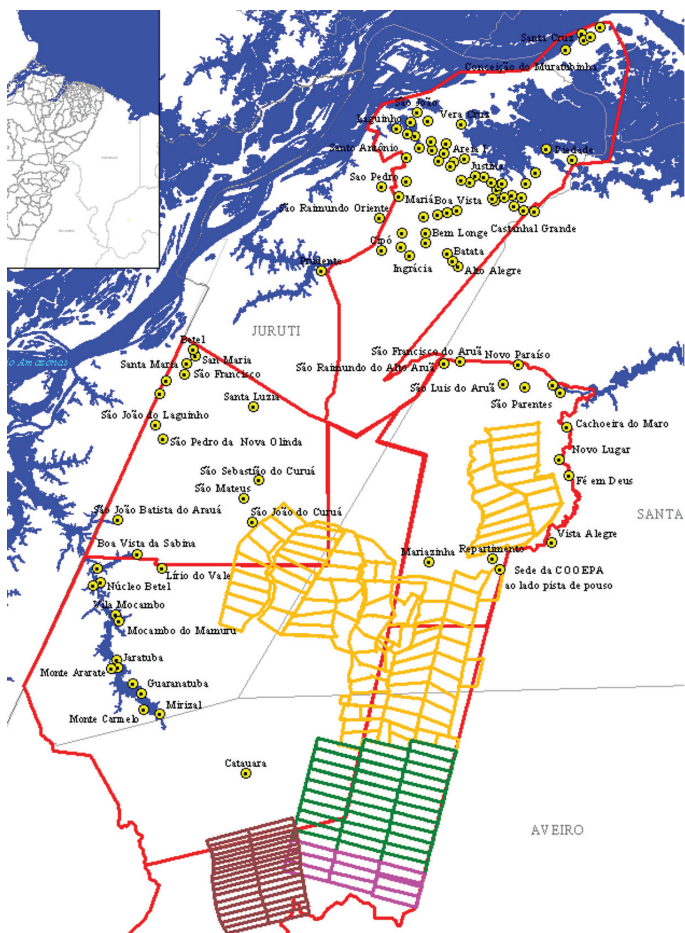 Santa Cruz
Conceição do Muratubinha
São João
Laguinho
Vera Cruz
Santo Antônio
Areia I
Piedade
Justina
Sao Pedro
Mariá
Boa Vista
São Raimundo Oriente
Bem Longe
Castanhal Grande
Cipó
Batata
Prudente
Ingrácia
Alto Alegre
JURUTI
Betel
San Maria
Santa Maria
São Francisco
São Francisco do Aruã
Novo Paraíso
São Raimundo do Alto Aruã
Santa Luzia
São Luis do Aruã
São Parentes
São João do Laguinho
Cachoeira do Maro
São Pedro da Nova Olinda
Novo Lugar
São Sebastião do Curuá
Fé em Deus
São Mateus
São João Batista do Arauá
São João do Curuá
SANTA
Boa Vista da Sabina
Vista Alegre
Mariazinha
Repartimento
Lírio do Vale
Sede da COOEPA
ao lado pista de pouso
Núcleo Betel
Vila Mocambo
Mocambo do Mamuru
Jaratuba
Monte Ararate
Guaranatuba
Monte Carmelo
Mirizal
Catauara
AVEIRO